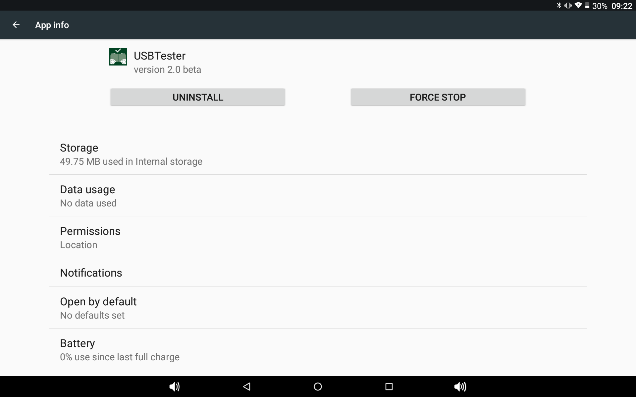 30% 09:22
App info
USBTester
version 2.0 beta
UNINSTALL
FORCE STOP
Storage
49.75 MB used in Internal storage
Data usage
No data used
Permissions
Location
Notifications
Open by default
No defaults set
Battery
0% use since last full charge